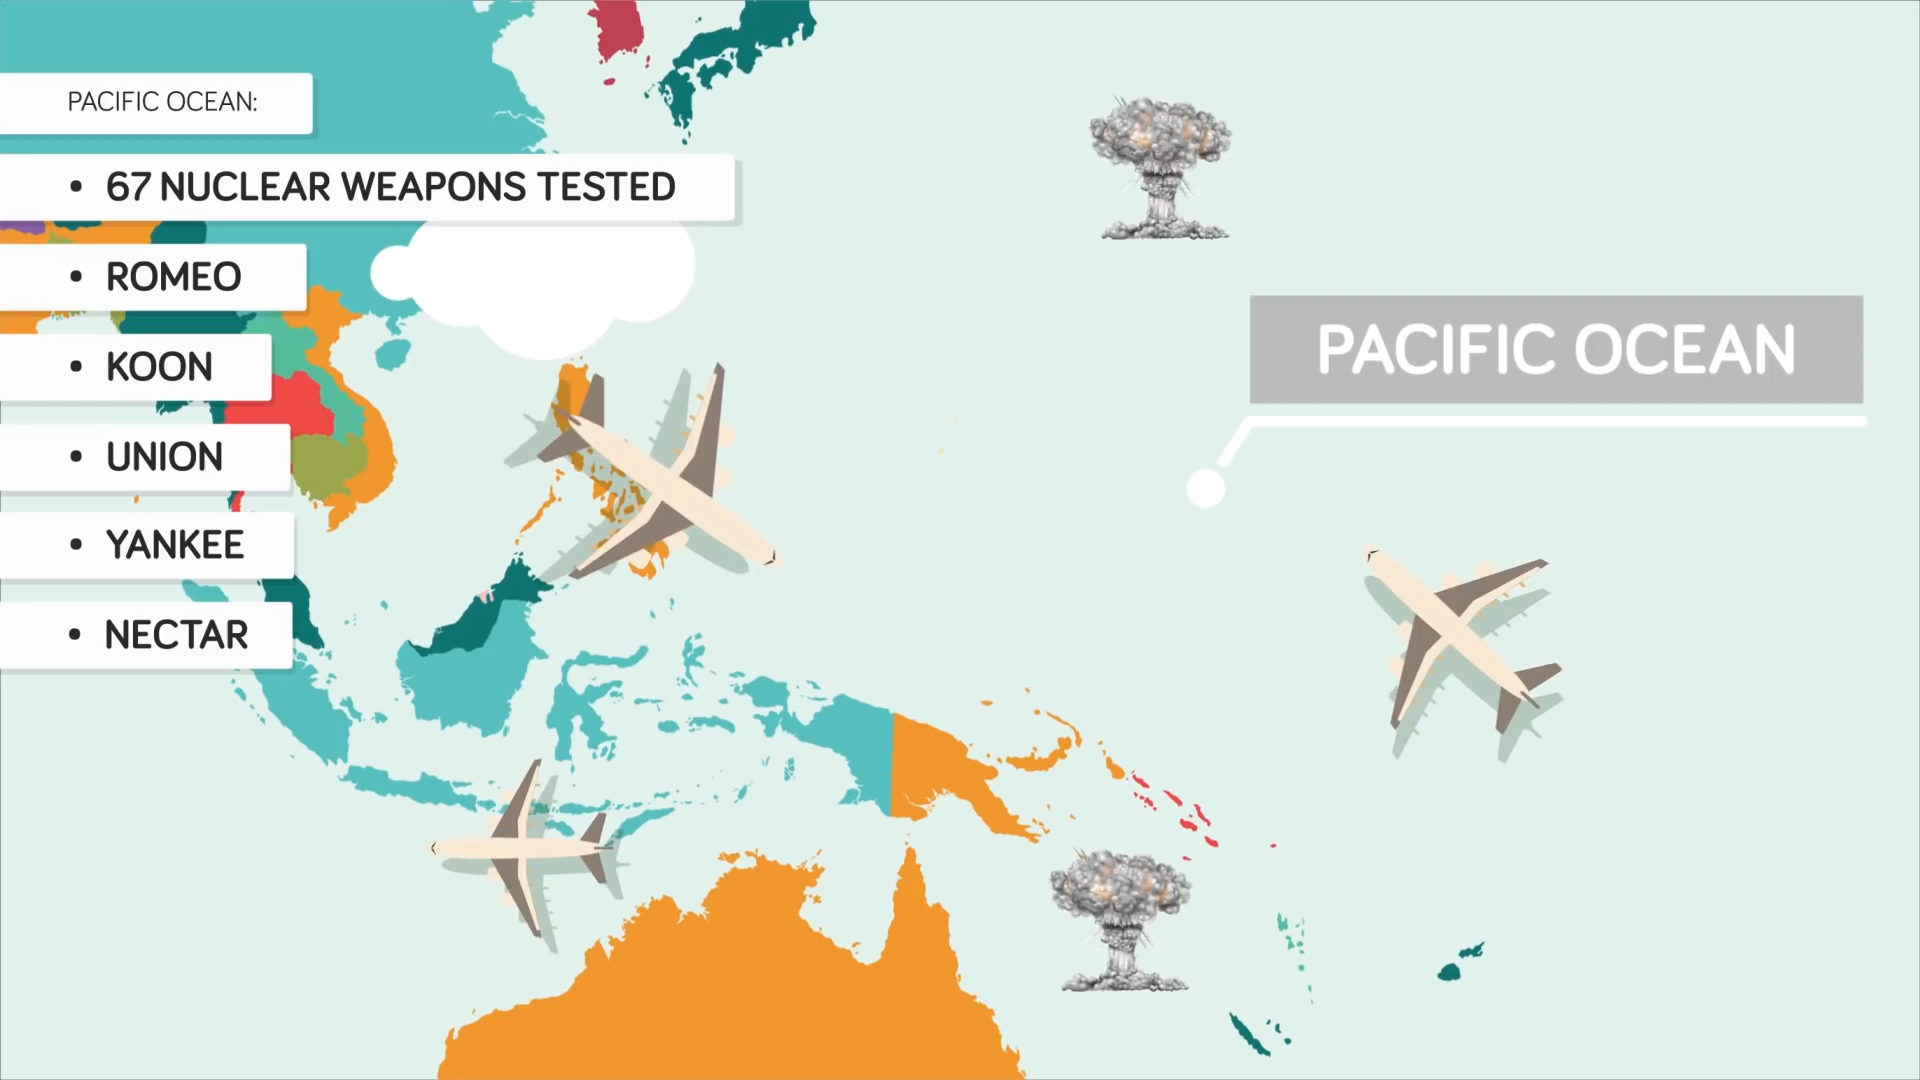 PACIFIC OCEAN:
• 67 NUCLEAR WEAPONS TESTED
• ROMEO
• KOON
• UNION
• YANKEE
• NECTAR
PACIFIC OCEAN